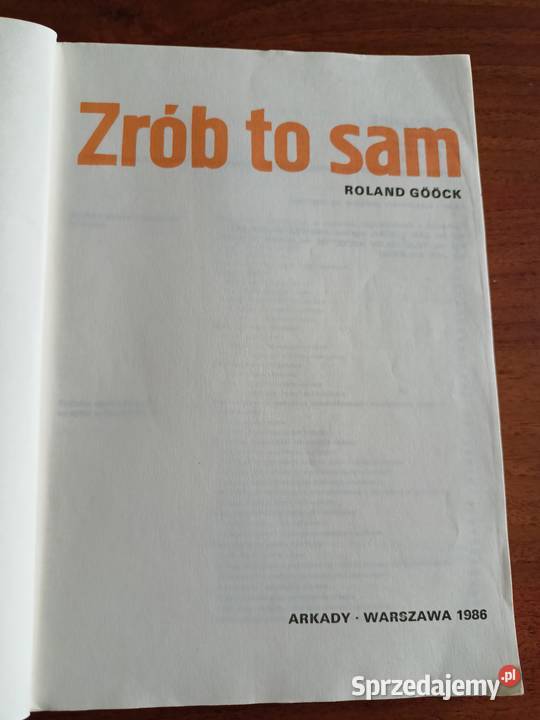 Zrób to sam
ROLAND GÖÖCK
ARKADY · WARSZAWA 1986
Sprzedajemy.pl